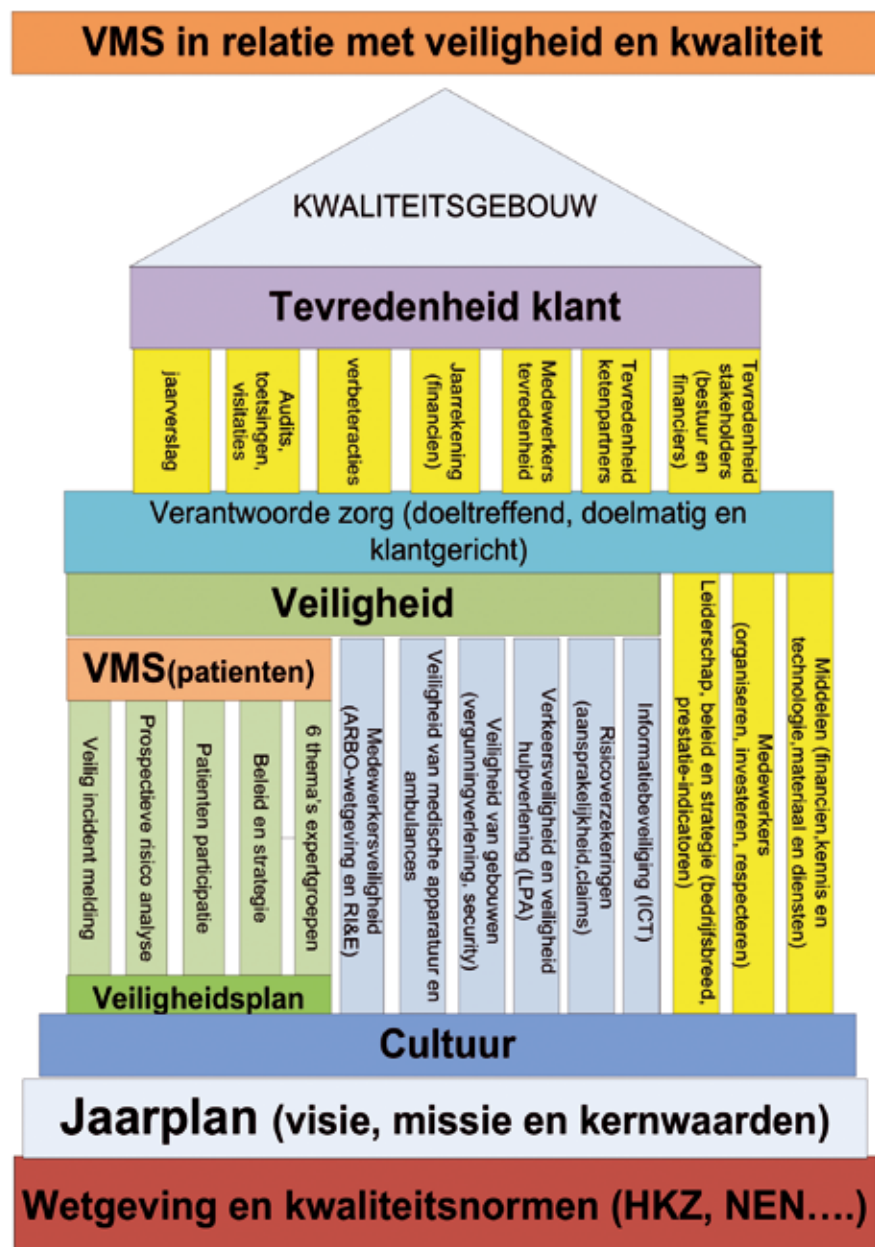 VMS in relatie met veiligheid en kwaliteit
KWALITEITSGEBOUW
Tevredenheid klant
jaarverslag
Audits,
toetsingen,
visitaties
verbeteracties
Jaarrekening
(financien)
Medewerkers
tevredenheid
Tevredenheid
ketenpartners
Tevredenheid
stakeholders
(bestuur en
financiers)
Verantwoorde zorg (doeltreffend, doelmatig en
klantgericht)
Veiligheid
VMS(patienten)
Veilig incident melding
Prospectieve risico analyse
Patienten participatie
Beleid en strategie
6 thema's expertgroepen
Veiligheidsplan
Medewerkersveiligheid
(ARBO-wetgeving en RI&E)
Veiligheid van medische apparatuur en
ambulances
Veiligheid van gebouwen
(vergunningverlening, security)
Verkeersveiligheid en veiligheid
hulpverlening (LPA)
Risicoverzekeringen
(aansprakelijkheid,claims)
Informatiebeveiliging (ICT)
Leiderschap, beleid en strategie (bedrijfsbreed,
prestatie-indicatoren)
Medewerkers
(organiseren, investeren, respecteren)
Middelen (financien,kennis en
technologie,materiaal en diensten)
Cultuur
Jaarplan (visie, missie en kernwaarden)
Wetgeving en kwaliteitsnormen (HKZ, NEN….)